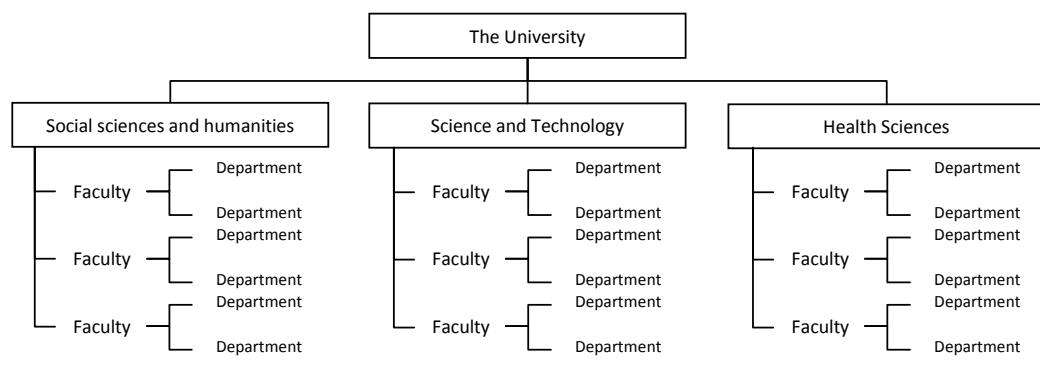 The University
Social sciences and humanities
Faculty
Department
Department
Faculty
Department
Department
Faculty
Department
Department
Science and Technology
Faculty
Department
Department
Faculty
Department
Department
Faculty
Department
Department
Health Sciences
Faculty
Department
Department
Faculty
Department
Department
Faculty
Department
Department